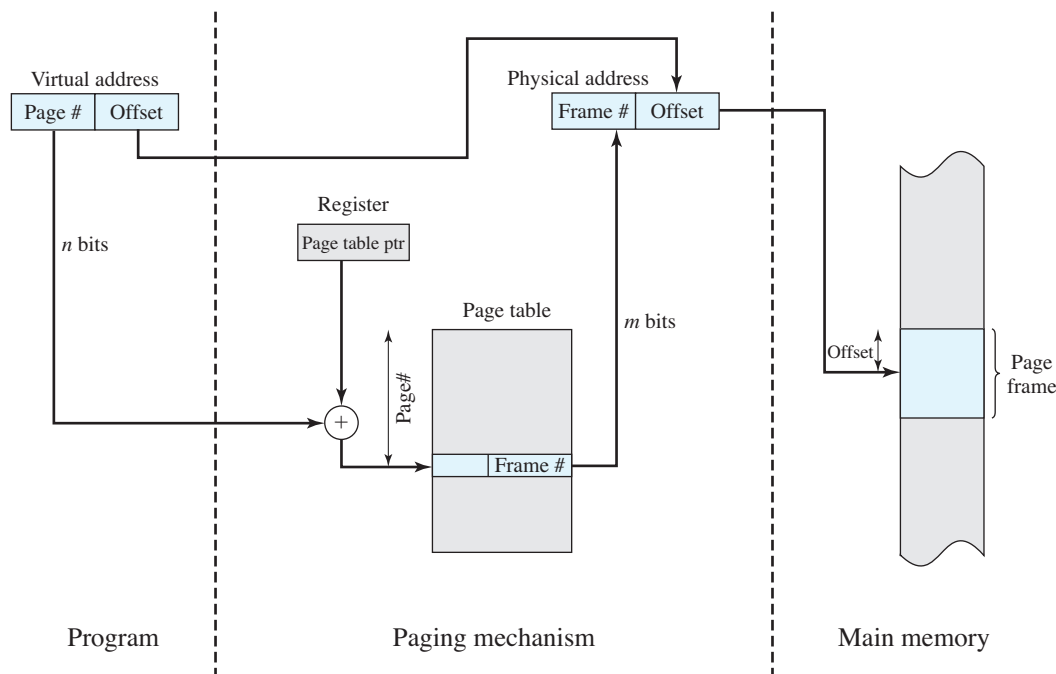 Virtual address
Page #
Offset
Physical address
Frame #
Offset
n bits
Register
Page table ptr
Page table
m bits
Page#
+
Frame #
Offset
Page
frame
Program
Paging mechanism
Main memory